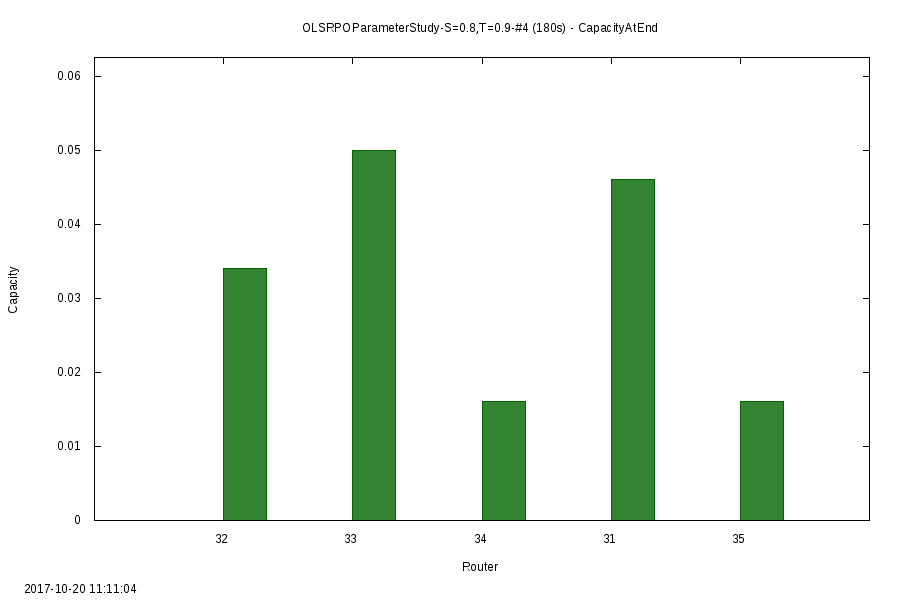 OLSRPOParameterStudy-S=0.8,T=0.9-#4 (180s) - CapacityAtEnd
0.06
0.05
0.04
0.03
0.02
0.01
0
Capacity
32 33 34 31 35
Router
2017-10-20 11:11:04